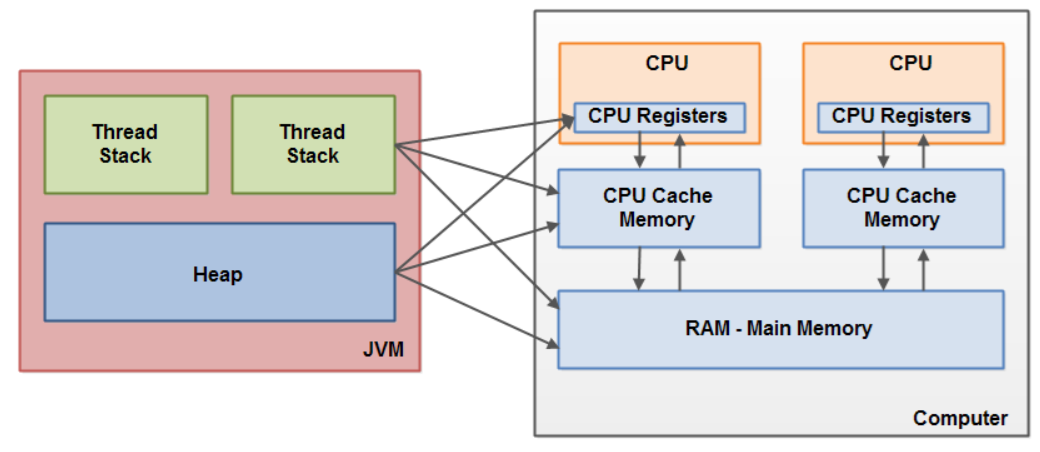 Thread
Stack
Thread
Stack
Heap
JVM
CPU
CPU Registers
CPU Cache
Memory
CPU
CPU Registers
CPU Cache
Memory
RAM - Main Memory
Computer